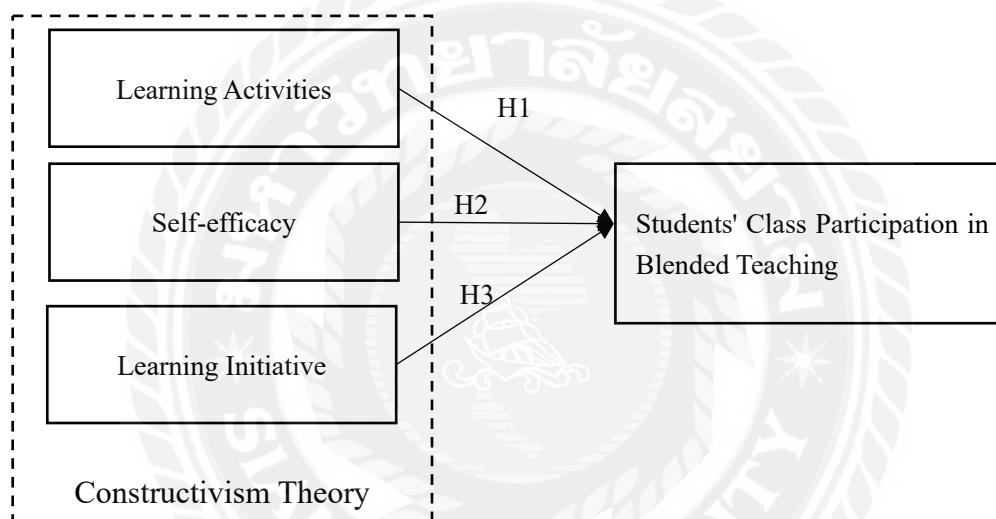 Learning Activities
H1
Self-efficacy
H2
Students' Class Participation in
Blended Teaching
H3
Learning Initiative
Constructivism Theory